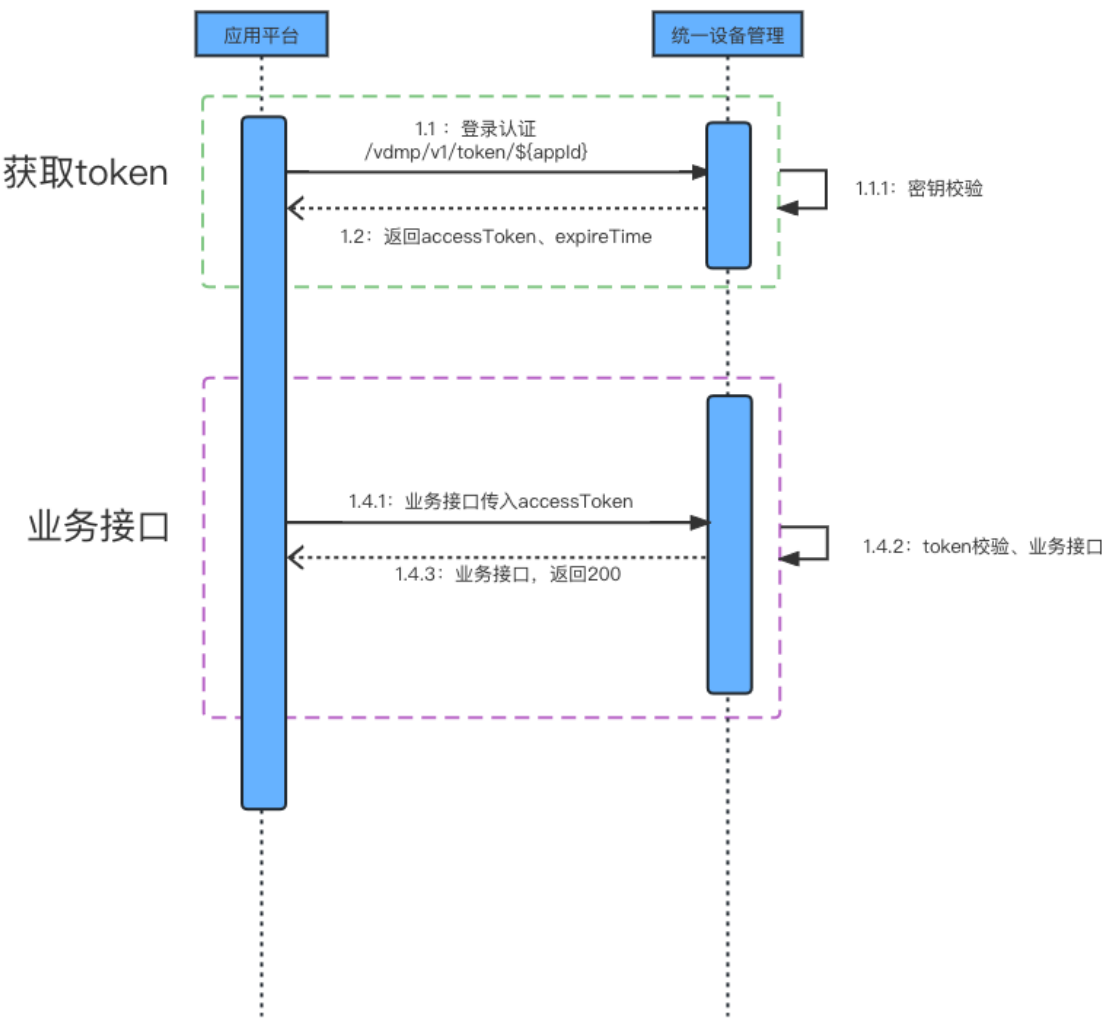 应用平台
统一设备管理
获取token
1.1 ：登录认证
/vdmp/v1/token/${appId}
1.1.1：密钥校验
1.2：返回accessToken、expireTime
业务接口
1.4.1：业务接口传入accessToken
1.4.2：token校验、业务接口
1.4.3：业务接口，返回200